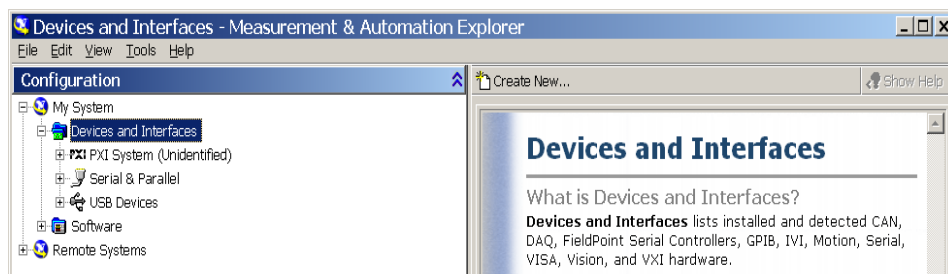 Devices and Interfaces - Measurement & Automation Explorer
File Edit View Tools Help
Configuration
Create New...
Show Help
My System
Devices and Interfaces
PXI PXI System (Unidentified)
Serial & Parallel
USB Devices
Software
Remote Systems
Devices and Interfaces
What is Devices and Interfaces?
Devices and Interfaces lists installed and detected CAN,
DAQ, FieldPoint Serial Controllers, GPIB, IVI, Motion, Serial,
VISA, Vision, and VXI hardware.